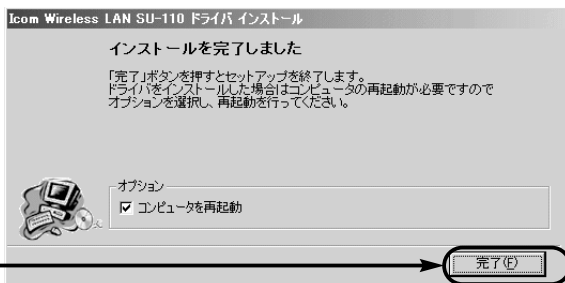 Icom Wireless LAN SU-110 ドライバ インストール
インストールを完了しました
「完了」ボタンを押すとセットアップを終了します。
ドライバをインストールした場合はコンピュータの再起動が必要ですので
オプションを選択し、再起動を行ってください。
オプション
コンピュータを再起動
完了(F)